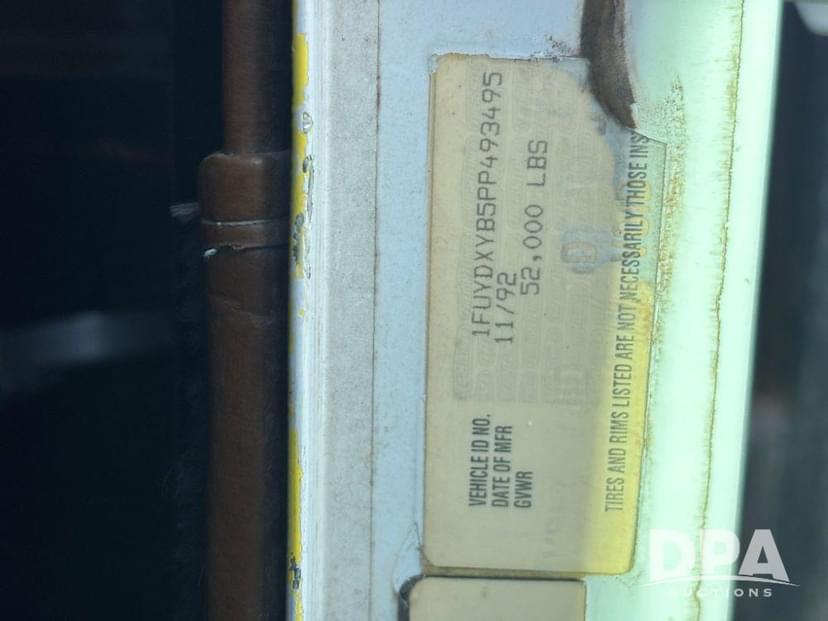 VEHICLE ID NO. 1FUYDXYB5PP493495
DATE OF MFR 11/92
GVWR 52,000 LBS
TIRES AND RIMS LISTED ARE NOT NECESSARILY THOSE INS
DPA
AUCTIONS